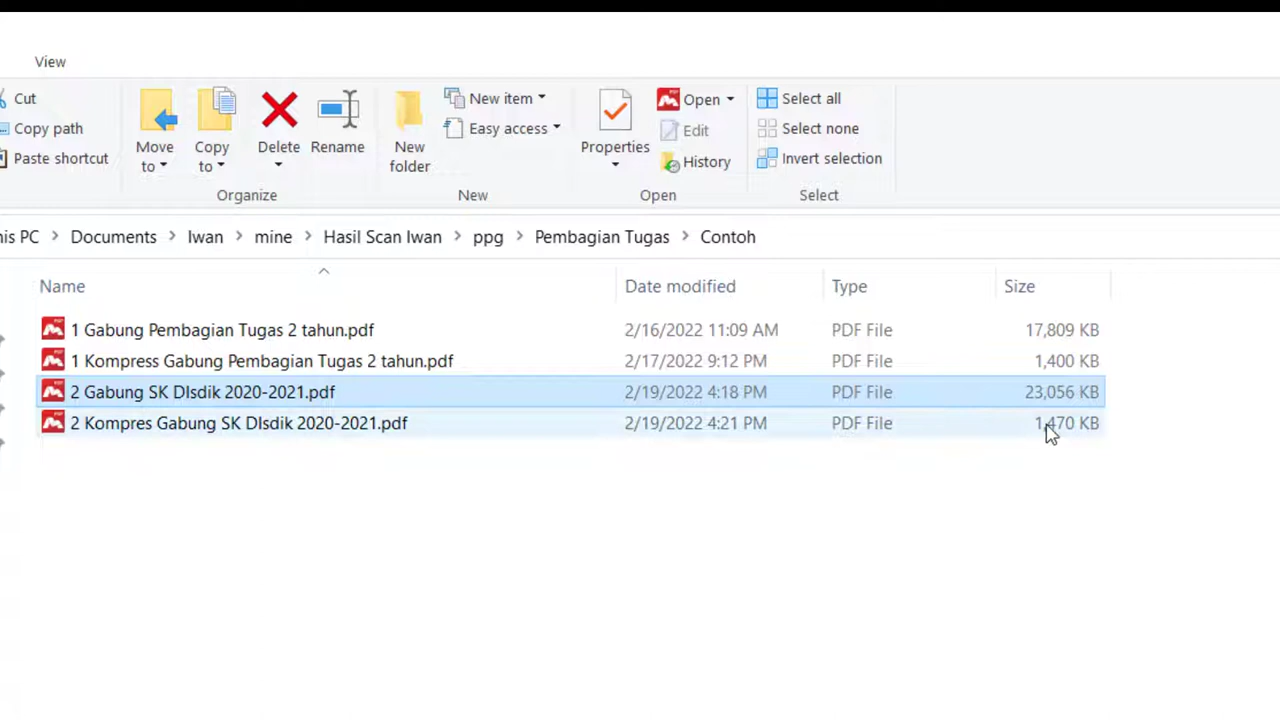 View
Cut
Copy path
Paste shortcut
Move to
Copy to
Delete
Rename
Organize
New folder
New item
Easy access
New
Properties
Open
Edit
History
Open
Select all
Select none
Invert selection
Select
his PC > Documents > Iwan > mine > Hasil Scan Iwan > ppg > Pembagian Tugas > Contoh
Name Date modified Type Size
1 Gabung Pembagian Tugas 2 tahun.pdf 2/16/2022 11:09 AM PDF File 17,809 KB
1 Kompress Gabung Pembagian Tugas 2 tahun.pdf 2/17/2022 9:12 PM PDF File 1,400 KB
2 Gabung SK DIsdik 2020-2021.pdf 2/19/2022 4:18 PM PDF File 23,056 KB
2 Kompres Gabung SK DIsdik 2020-2021.pdf 2/19/2022 4:21 PM PDF File 1,470 KB